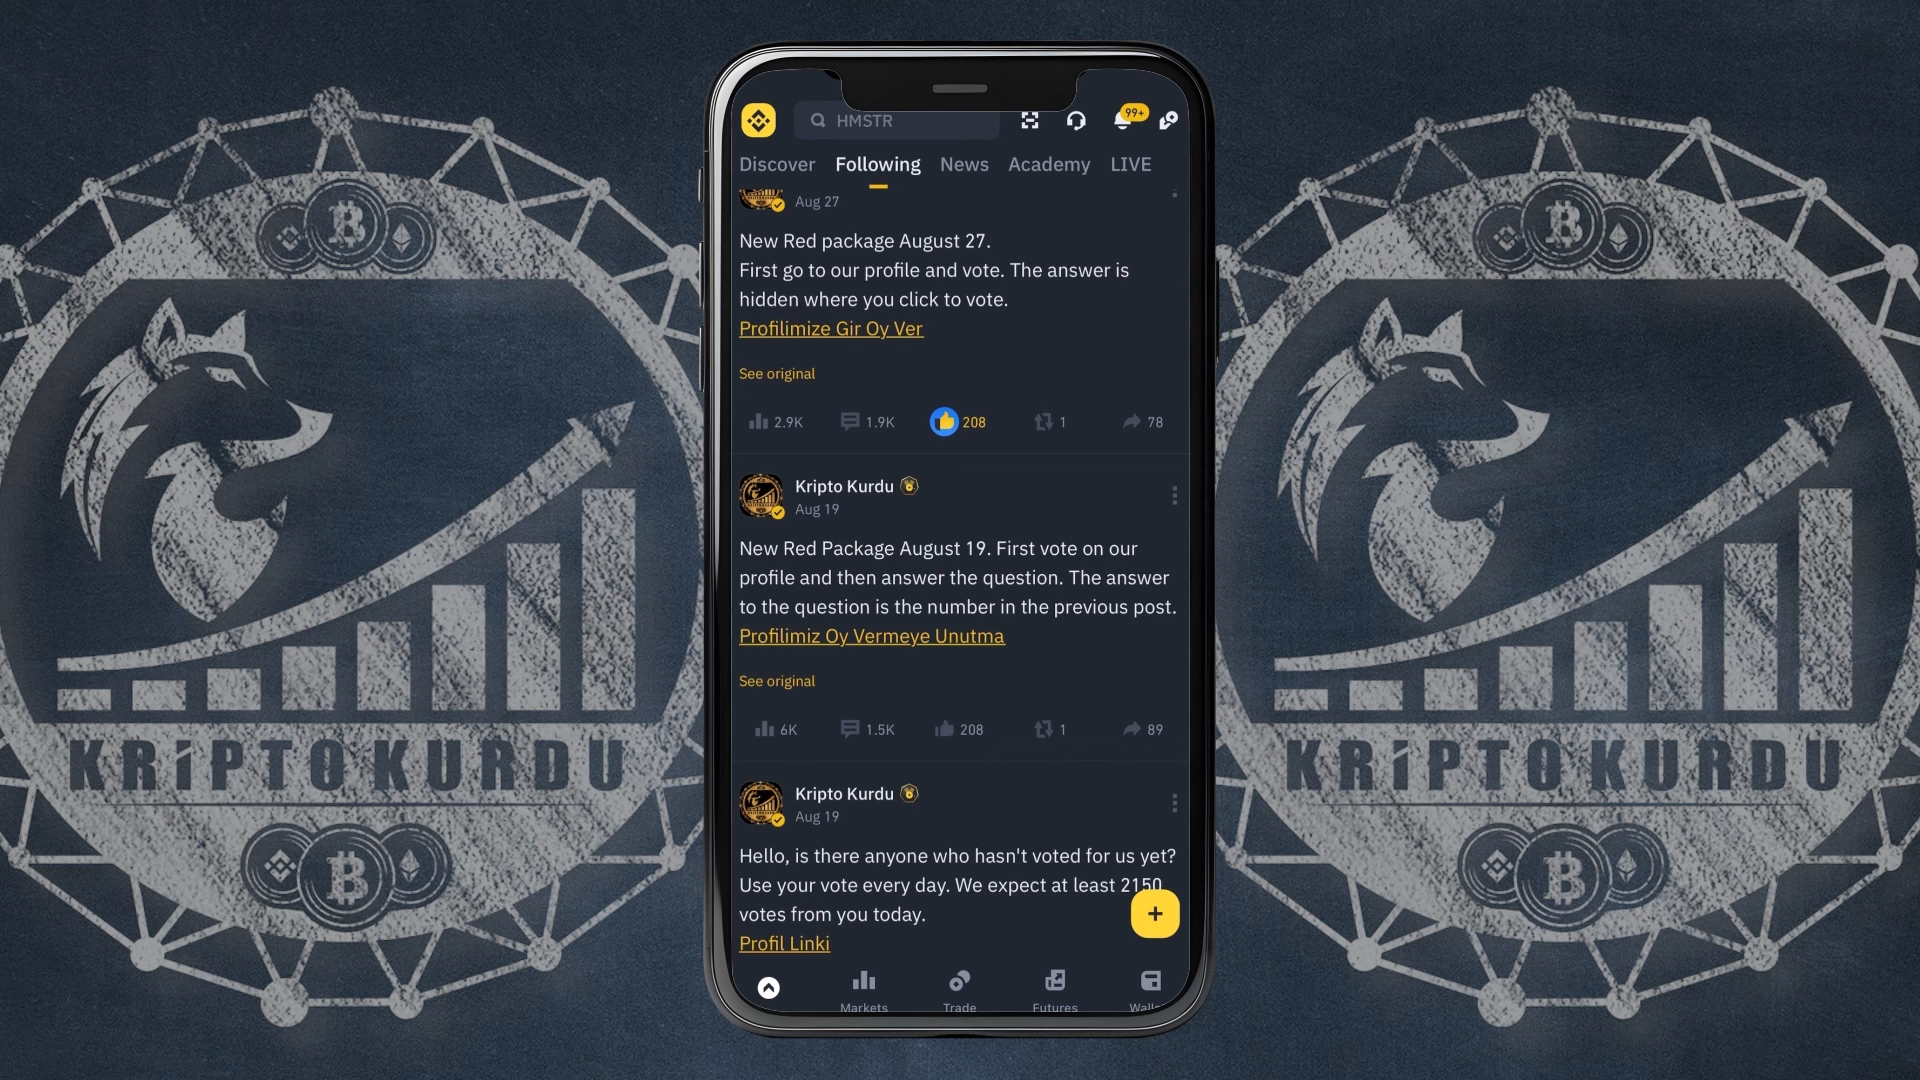 HMSTR
99+
Discover Following News Academy LIVE
Aug 27
New Red package August 27.
First go to our profile and vote. The answer is
hidden where you click to vote.
Profilimize Gir Oy Ver
See original
2.9K 1.9K 208 1 78
Kripto Kurdu
Aug 19
New Red Package August 19. First vote on our
profile and then answer the question. The answer
to the question is the number in the previous post.
Profilimiz Oy Vermeye Unutma
See original
6K 1.5K 208 1 89
Kripto Kurdu
Aug 19
Hello, is there anyone who hasn't voted for us yet?
Use your vote every day. We expect at least 2150
votes from you today.
Profil Linki
Markets Trade Futures
KRiPTO KURDU
KRiPTO KURDU